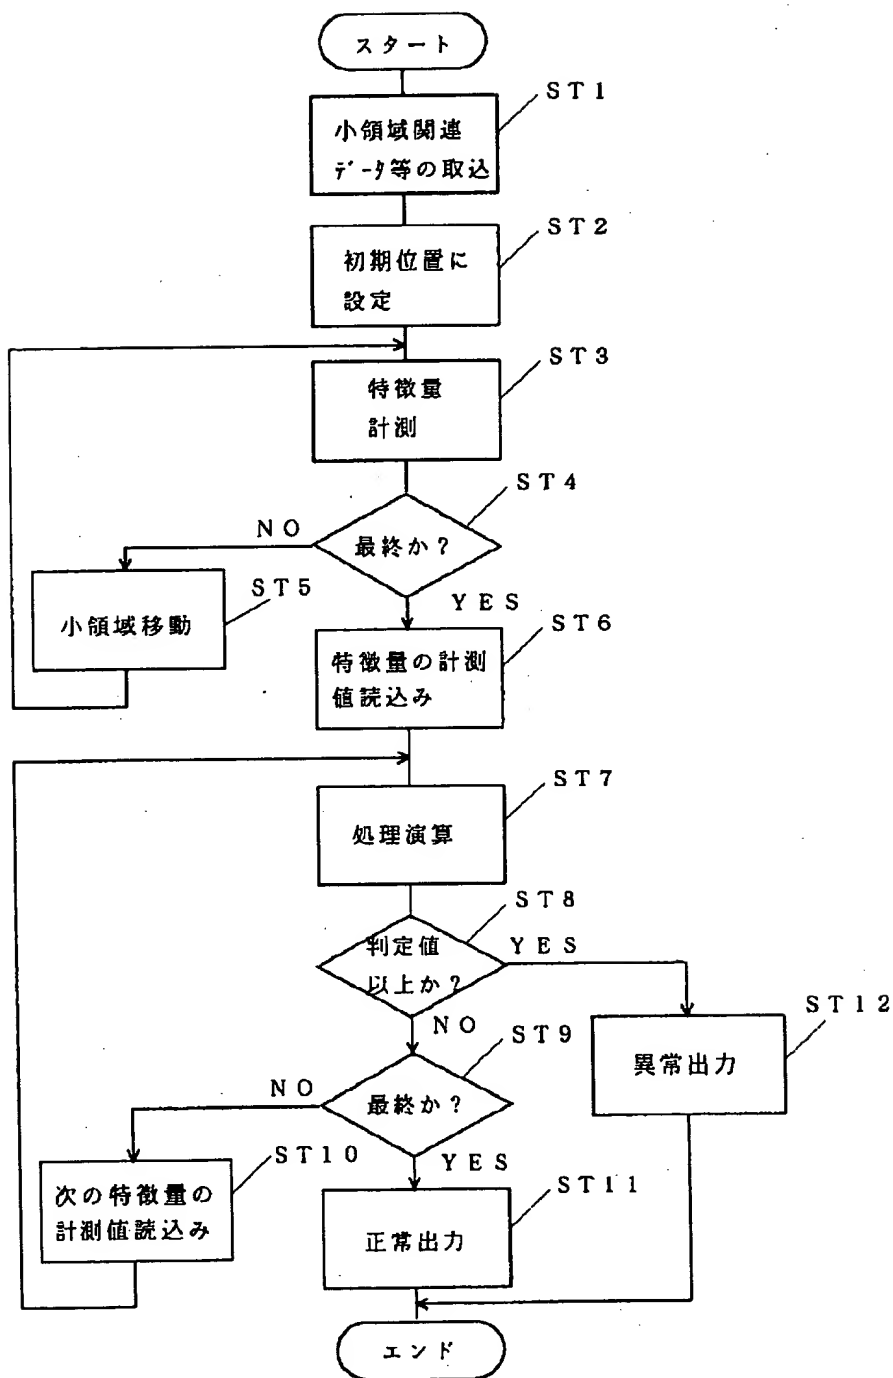 スタート
ST1
小領域関連
データ等の取込
ST2
初期位置に
設定
ST3
特徴量
計測
ST4
最終か?
NO
YES
ST5
小領域移動
ST6
特徴量の計測
値読込み
ST7
処理演算
ST8
判定値
以上か?
YES
NO
ST12
異常出力
ST9
最終か?
NO
YES
ST10
次の特徴量の
計測値読込み
ST11
正常出力
エンド